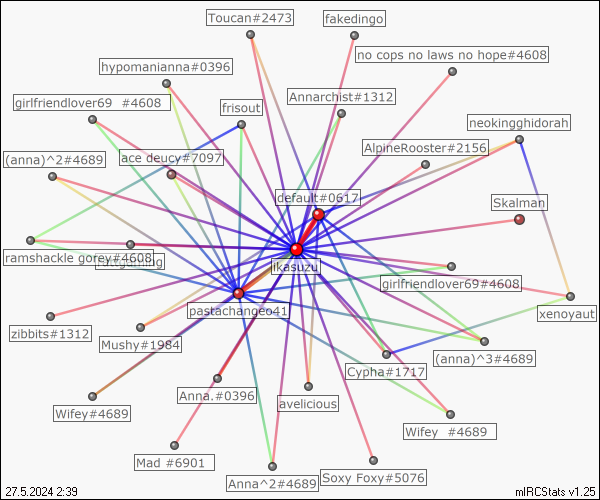 Toucan#2473
fakedingo
no cops no laws no hope#4608
hypomanianna#0396
girlfriendlover69 #4608
Annarchist#1312
frisout
neokingghidorah
AlpineRooster#2156
(anna)^2#4689
ace deucy#7097
default#0617
Skalman
ramshackle gorey#4608
likasuzu
girlfriendlover69#4608
pastachangeo41
xenoyaut
zibbits#1312
Mushy#1984
(anna)^3#4689
Cypha#1717
Anna.#0396
avelicious
Wifey#4689
Wifey #4689
Mad #6901
Anna^2#4689
Soxy Foxy#5076
27.5.2024 2:39
mIRCStats v1.25